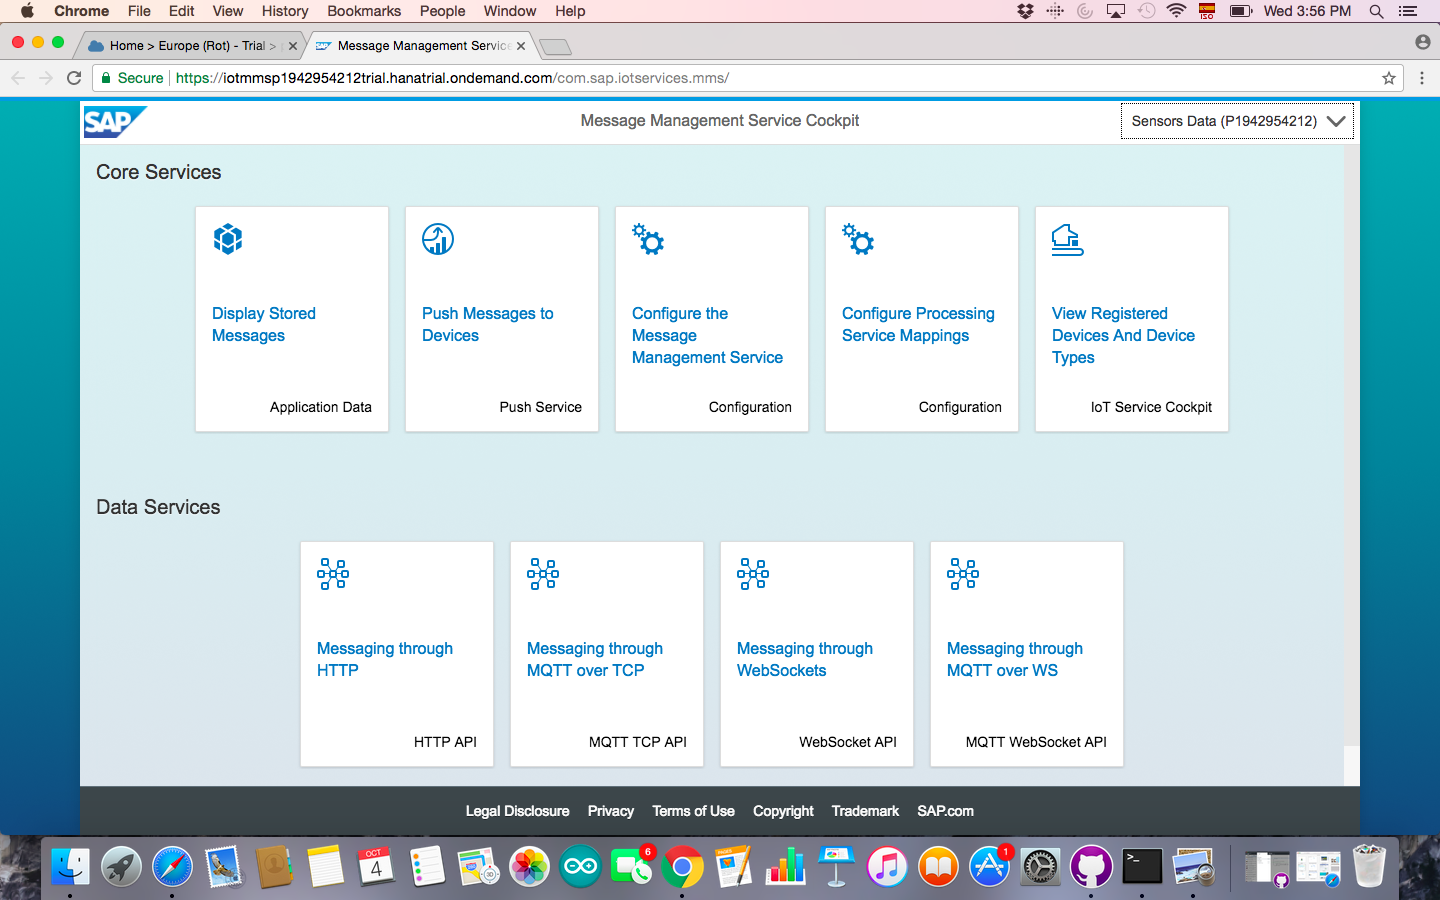 Chrome File Edit View History Bookmarks People Window Help
ISO
Wed 3:56 PM
Home > Europe (Rot) - Trial >
Message Management Service
Secure
https://iotmmsp1942954212trial.hanatrial.ondemand.com/com.sap.iotservices.mms/
SAP
Message Management Service Cockpit
Sensors Data (P1942954212)
Core Services
Display Stored
Messages
Application Data
Push Messages to
Devices
Push Service
Configure the
Message
Management Service
Configuration
Configure Processing
Service Mappings
Configuration
View Registered
Devices And Device
Types
IoT Service Cockpit
Data Services
Messaging through
HTTP
HTTP API
Messaging through
MQTT over TCP
MQTT TCP API
Messaging through
WebSockets
WebSocket API
Messaging through
MQTT over WS
MQTT WebSocket API
Legal Disclosure Privacy Terms of Use Copyright Trademark SAP.com
OCT
4
6
PAGES
1
>_